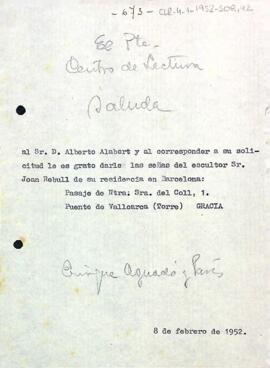 - 673 - CLR-4.1-1952-SOR,42
El Pte.
Centro de Lectura
Saluda
al Sr. D. Alberto Alabart y al corresponder a su soli-
citud le es grato darle las señas del escultor Sr.
Joan Rebull de su residencia en Barcelona:
Pasaje de Ntra; Sra. del Coll, 1.
Puente de Vallcarca (Torre) GRACIA
Enrique Aguadé y Parés
8 de febrero de 1952.